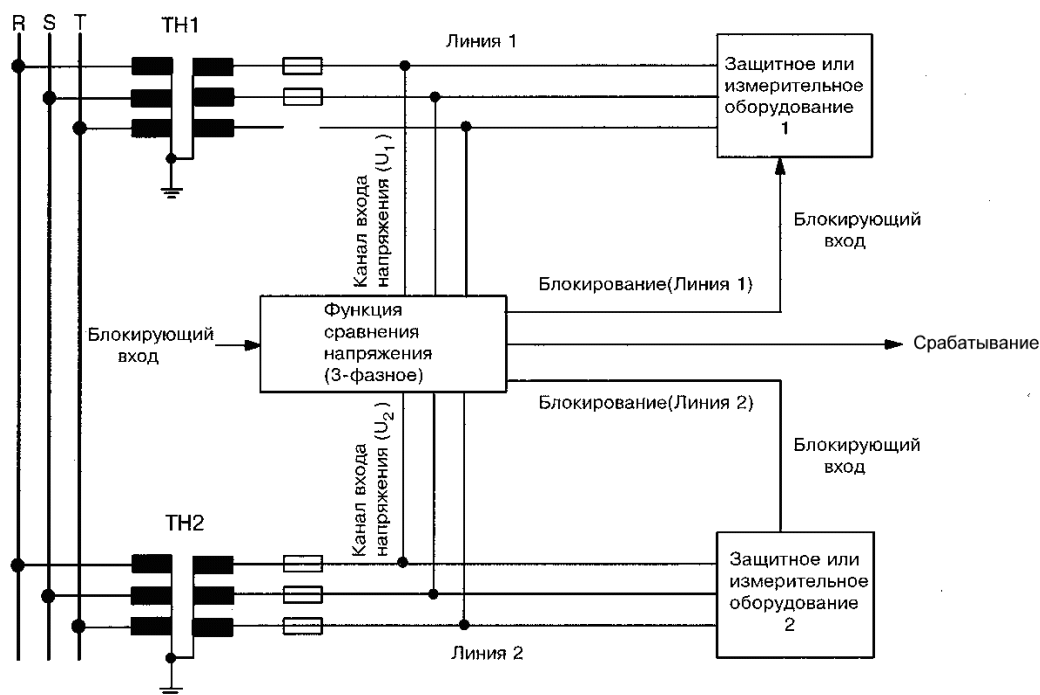 R S T
ТН1
Линия 1
Защитное или
измерительное
оборудование
1
Канал входа
напряжения (U1)
Блокирующий
вход
Блокирование(Линия 1)
Функция
сравнения
напряжения
(3-фазное)
Блокирующий
вход
Срабатывание
Блокирование(Линия 2)
Канал входа
напряжения (U2)
Блокирующий
вход
ТН2
Защитное или
измерительное
оборудование
2
Линия 2